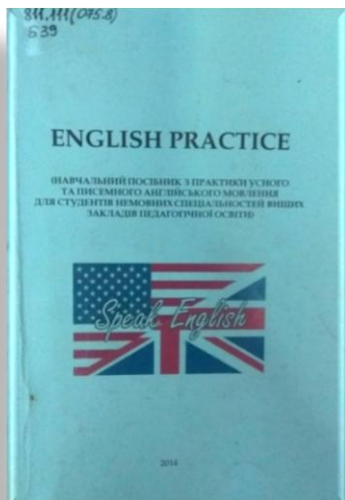 811.111(075.8)
Б39
ENGLISH PRACTICE
(НАВЧАЛЬНИЙ ПОСІБНИК З ПРАКТИКИ УСНОГО
ТА ПИСЕМНОГО АНГЛІЙСЬКОГО МОВЛЕННЯ
ДЛЯ СТУДЕНТІВ НЕМОВНИХ СПЕЦІАЛЬНОСТЕЙ ВИЩИХ
ЗАКЛАДІВ ПЕДАГОГІЧНОЇ ОСВІТИ)
Speak English
2014